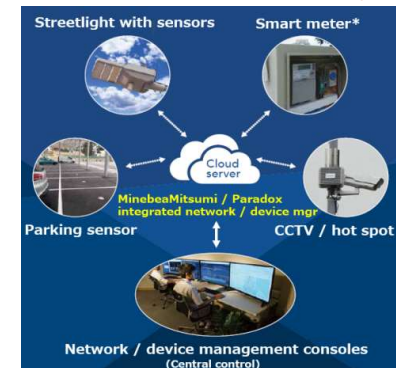 Streetlight with sensors
Smart meter*
Cloud
server
MinebeaMitsumi / Paradox
integrated network / device mgr
Parking sensor
CCTV / hot spot
Network / device management consoles
(Central control)